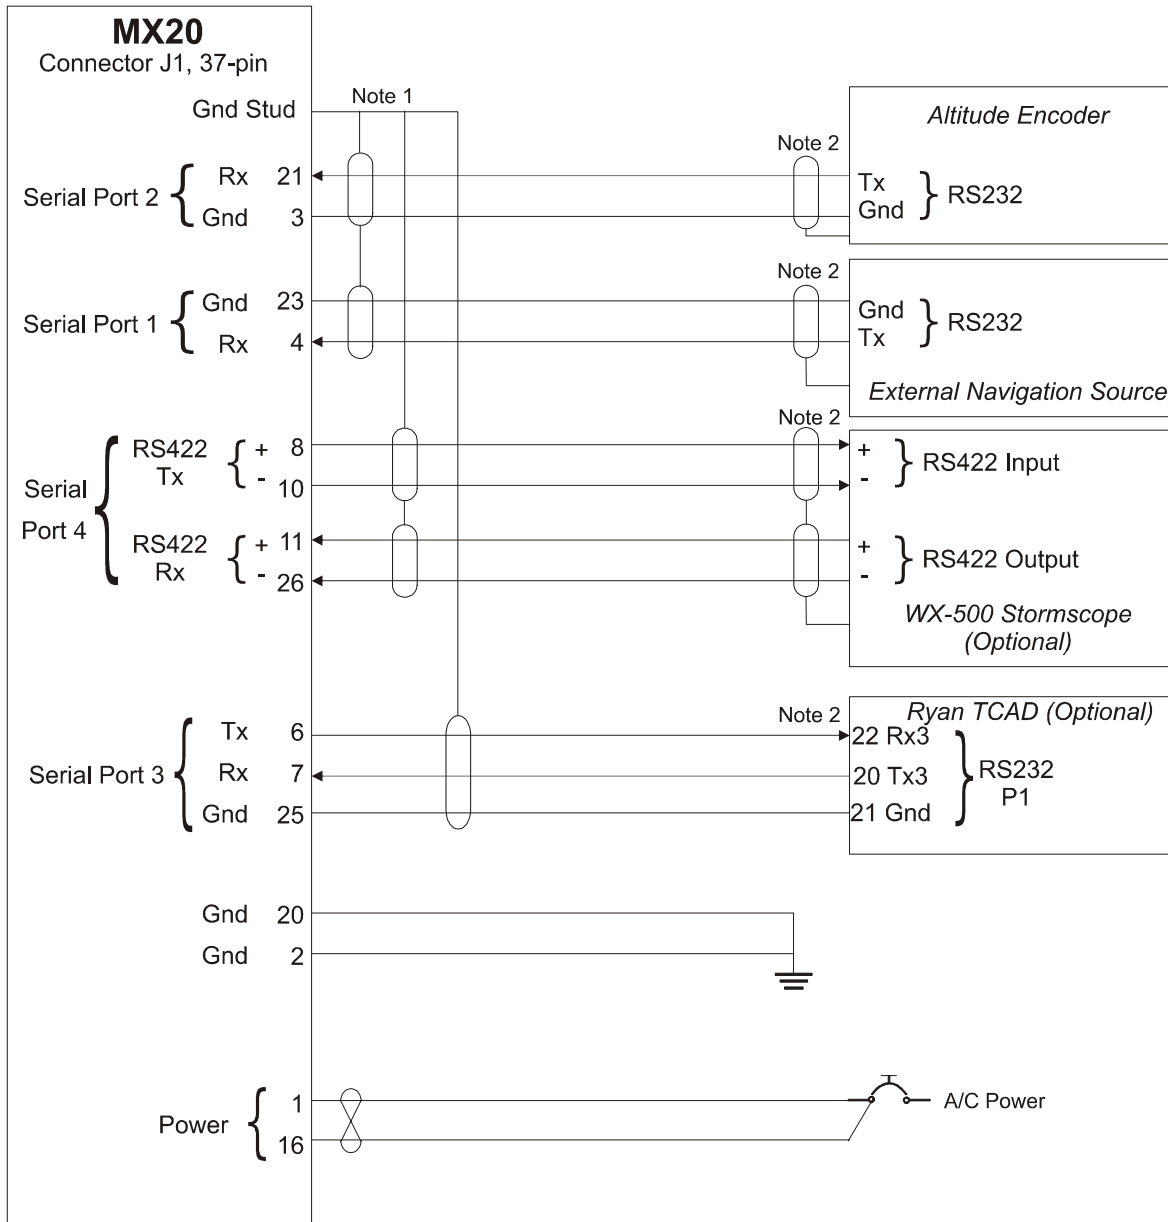 MX20
Connector J1, 37-pin
Gnd Stud
Note 1
Altitude Encoder
Note 2
Serial Port 2 { Rx 21
Gnd 3
Tx
Gnd } RS232
Note 2
Serial Port 1 { Gnd 23
Rx 4
Gnd
Tx } RS232
External Navigation Source
Note 2
Serial
Port 4 {
RS422
Tx { + 8
- 10
+
- } RS422 Input
RS422
Rx { + 11
- 26
+
- } RS422 Output
WX-500 Stormscope
(Optional)
Note 2
Ryan TCAD (Optional)
Serial Port 3 { Tx 6
Rx 7
Gnd 25
22 Rx3
20 Tx3
21 Gnd
} RS232
P1
Gnd 20
Gnd 2
Power { 1
16
A/C Power